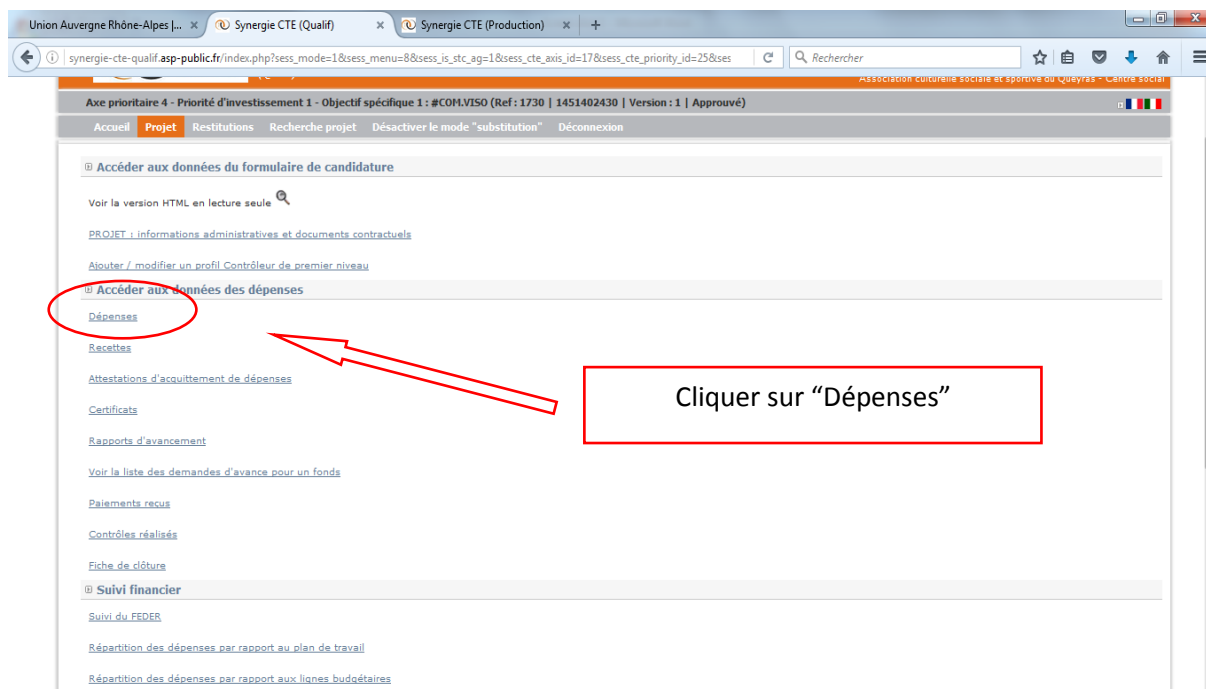 Union Auvergne Rhône-Alpes |... × Synergie CTE (Qualif) × Synergie CTE (Production) × +
synergie-cte-qualif.asp-public.fr/index.php?sess_mode=1&sess_menu=8&sess_is_stc_ag=1&sess_cte_axis_id=17&sess_cte_priority_id=25&ses Rechercher
Association culturelle sociale et sportive du Queyras - Centre social
Axe prioritaire 4 - Priorité d'investissement 1 - Objectif spécifique 1 : #COM.VISO (Ref : 1730 | 1451402430 | Version : 1 | Approuvé)
Accueil Projet Restitutions Recherche projet Désactiver le mode "substitution" Déconnexion
Accéder aux données du formulaire de candidature
Voir la version HTML en lecture seule
PROJET : informations administratives et documents contractuels
Ajouter / modifier un profil Contrôleur de premier niveau
Accéder aux données des dépenses
Dépenses
Recettes
Attestations d'acquittement de dépenses
Cliquer sur “Dépenses”
Certificats
Rapports d'avancement
Voir la liste des demandes d'avance pour un fonds
Paiements reçus
Contrôles réalisés
Fiche de clôture
Suivi financier
Suivi du FEDER
Répartition des dépenses par rapport au plan de travail
Répartition des dépenses par rapport aux lignes budgétaires